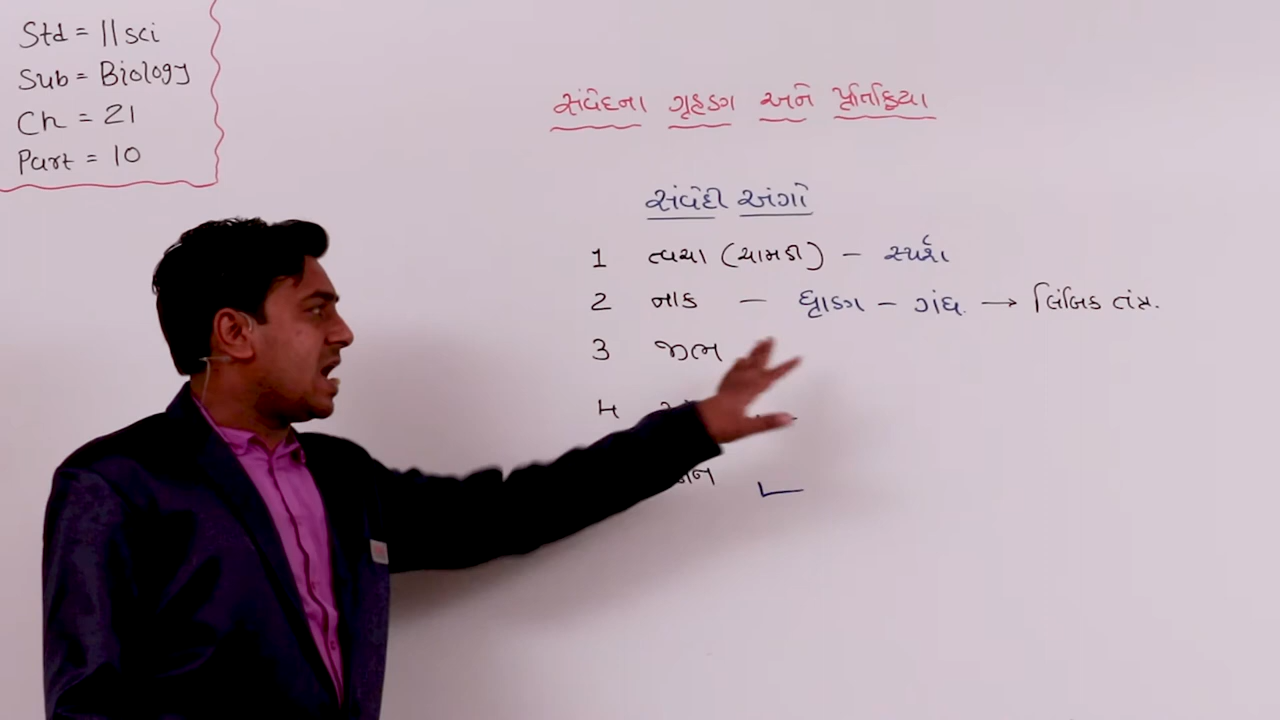 Std = 11 sci
Sub = Biology
Ch = 21
Part = 10
સંવેદના ગ્રહણ અને પ્રતિક્રિયા
સંવેદી અંગો
1 ત્વચા (ચામડી) – સ્પર્શ
2 નાક – ઘ્રાણ – ગંધ. → લિંબિક તંત્ર.
3 જીભ
4